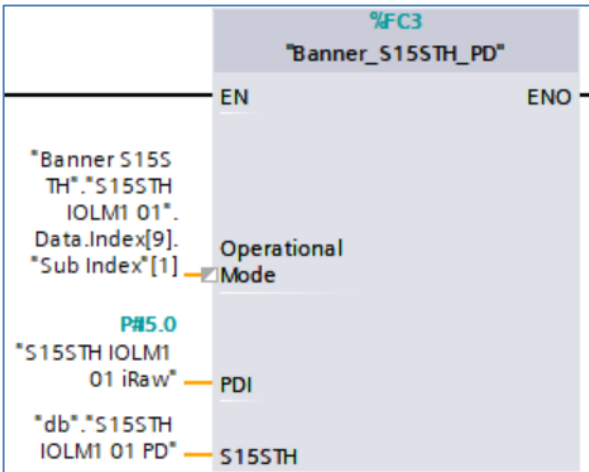 %FC3
"Banner_S15STH_PD"
EN
ENO
"Banner S15S
TH"."S15STH
IOLM1 01".
Data.Index[9].
"Sub Index"[1]
Operational
Mode
P#I5.0
"S15STH IOLM1
01 iRaw"
PDI
"db"."S15STH
IOLM1 01 PD"
S15STH